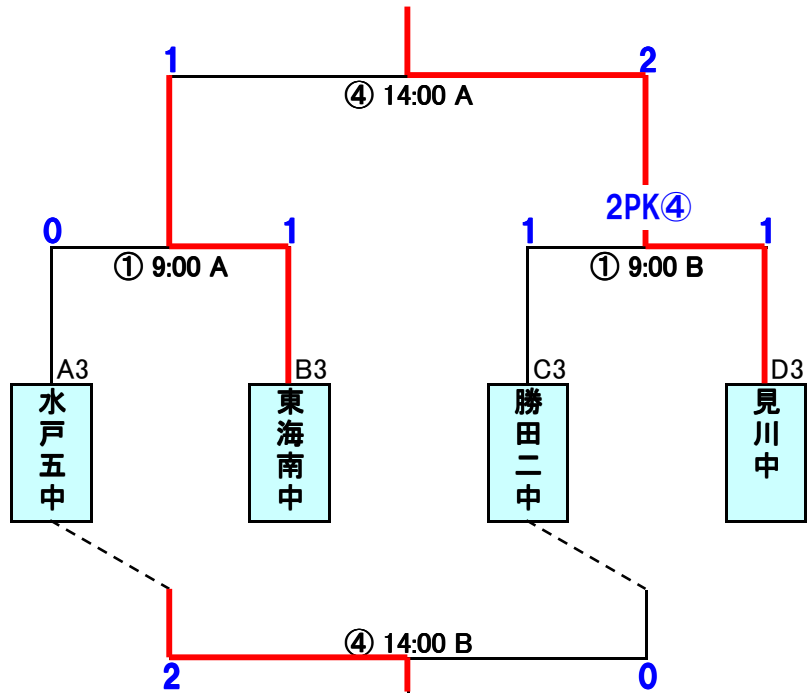 1
2
④ 14:00 A
2PK④
0
1
1
1
① 9:00 A
① 9:00 B
A3
B3
C3
D3
水戸五中
東海南中
勝田二中
見川中
④ 14:00 B
2
0